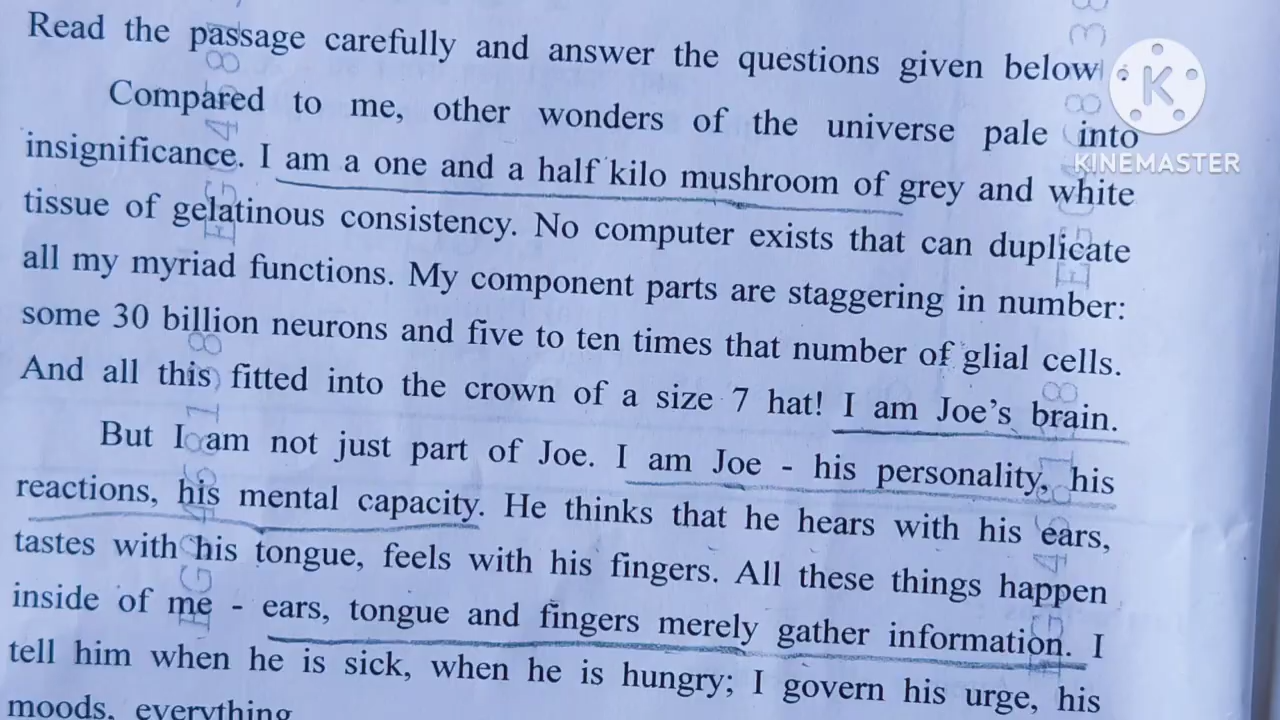 Read the passage carefully and answer the questions given below :
Compared to me, other wonders of the universe pale into
insignificance. I am a one and a half kilo mushroom of grey and white
tissue of gelatinous consistency. No computer exists that can duplicate
all my myriad functions. My component parts are staggering in number:
some 30 billion neurons and five to ten times that number of glial cells.
And all this fitted into the crown of a size 7 hat! I am Joe's brain.
But I am not just part of Joe. I am Joe - his personality, his
reactions, his mental capacity. He thinks that he hears with his ears,
tastes with his tongue, feels with his fingers. All these things happen
inside of me - ears, tongue and fingers merely gather information. I
tell him when he is sick, when he is hungry; I govern his urge, his
moods, everything
K
KINEMASTER